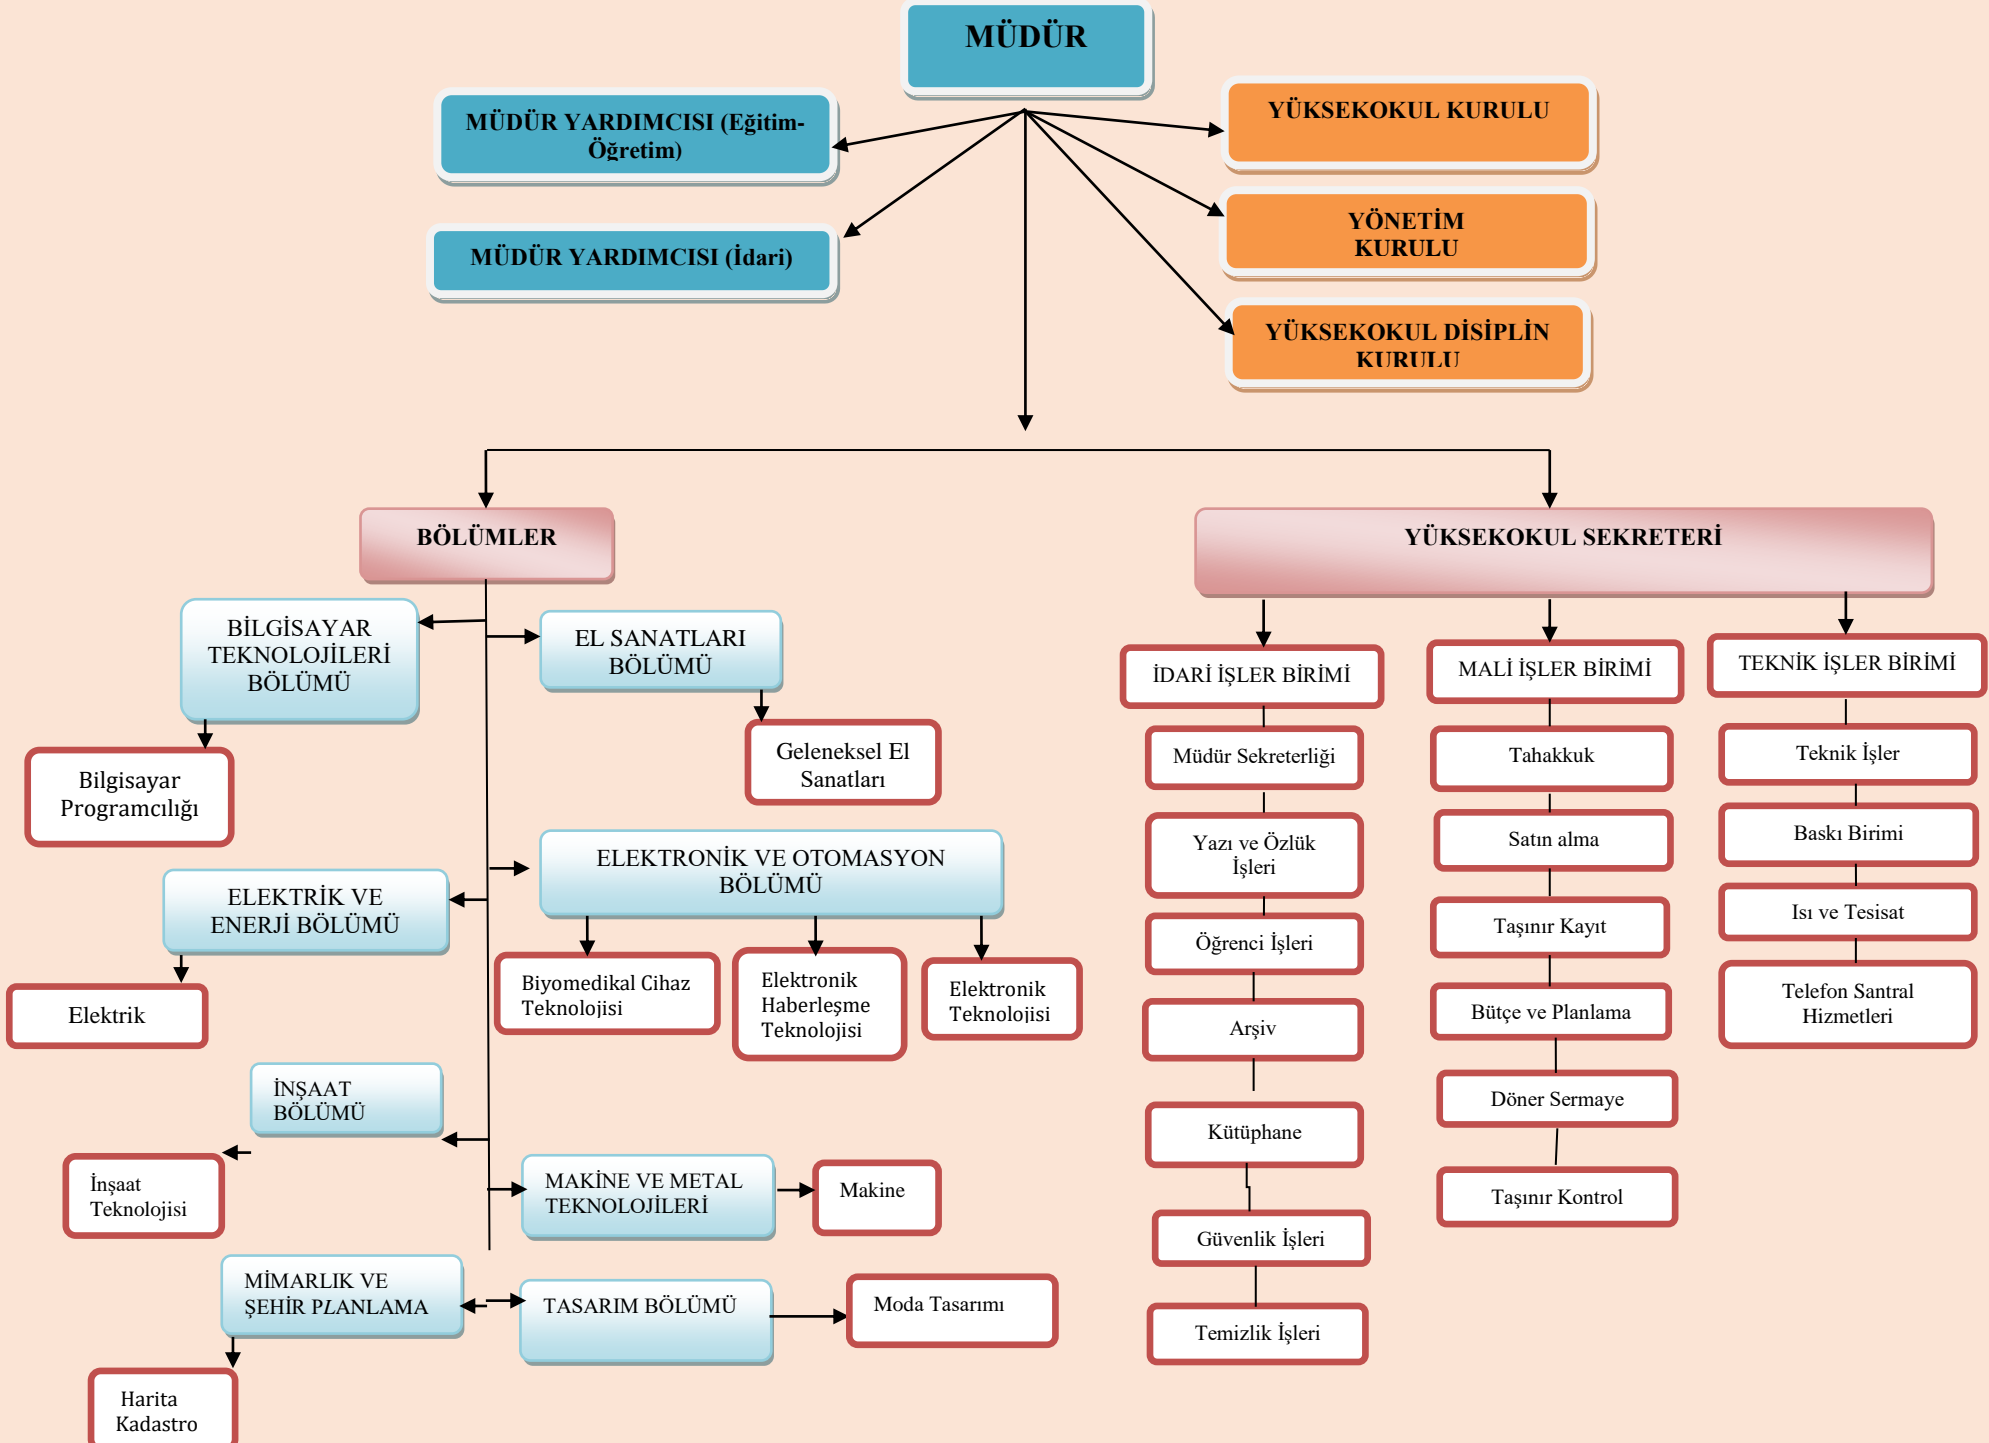 MÜDÜR
MÜDÜR YARDIMCISI (Eğitim-
Öğretim)
MÜDÜR YARDIMCISI (İdari)
YÜKSEKOKUL KURULU
YÖNETİM
KURULU
YÜKSEKOKUL DİSİPLİN
KURULU
BÖLÜMLER
BİLGİSAYAR
TEKNOLOJİLERİ
BÖLÜMÜ
Bilgisayar
Programcılığı
EL SANATLARI
BÖLÜMÜ
Geleneksel El
Sanatları
ELEKTRİK VE
ENERJİ BÖLÜMÜ
Elektrik
ELEKTRONİK VE OTOMASYON
BÖLÜMÜ
Biyomedikal Cihaz
Teknolojisi
Elektronik
Haberleşme
Teknolojisi
Elektronik
Teknolojisi
İNŞAAT
BÖLÜMÜ
İnşaat
Teknolojisi
MAKİNE VE METAL
TEKNOLOJİLERİ
Makine
MİMARLIK VE
ŞEHİR PLANLAMA
Harita
Kadastro
TASARIM BÖLÜMÜ
Moda Tasarımı
YÜKSEKOKUL SEKRETERİ
İDARİ İŞLER BİRİMİ
Müdür Sekreterliği
Yazı ve Özlük
İşleri
Öğrenci İşleri
Arşiv
Kütüphane
Güvenlik İşleri
Temizlik İşleri
MALİ İŞLER BİRİMİ
Tahakkuk
Satın alma
Taşınır Kayıt
Bütçe ve Planlama
Döner Sermaye
Taşınır Kontrol
TEKNİK İŞLER BİRİMİ
Teknik İşler
Baskı Birimi
Isı ve Tesisat
Telefon Santral
Hizmetleri